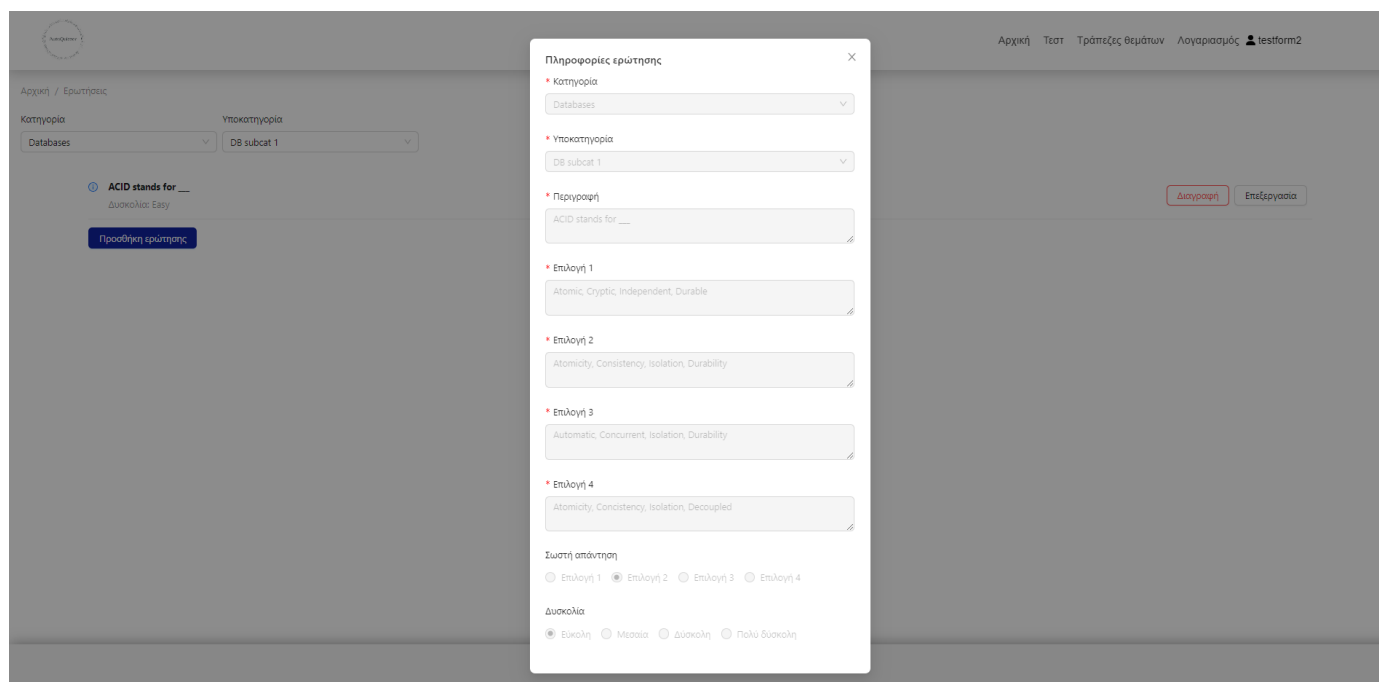 AutoQuizzer
Αρχική Τεστ Τράπεζες θεμάτων Λογαριασμός testform2
Αρχική / Ερωτήσεις
Κατηγορία Υποκατηγορία
Databases DB subcat 1
ACID stands for __
Δυσκολία: Easy
Διαγραφή Επεξεργασία
Προσθήκη ερώτησης
Πληροφορίες ερώτησης
* Κατηγορία
Databases
* Υποκατηγορία
DB subcat 1
* Περιγραφή
ACID stands for __
* Επιλογή 1
Atomic, Cryptic, Independent, Durable
* Επιλογή 2
Atomicity, Consistency, Isolation, Durability
* Επιλογή 3
Automatic, Concurrent, Isolation, Durability
* Επιλογή 4
Atomicity, Concistency, Isolation, Decoupled
Σωστή απάντηση
Επιλογή 1 Επιλογή 2 Επιλογή 3 Επιλογή 4
Δυσκολία
Εύκολη Μεσαία Δύσκολη Πολύ δύσκολη